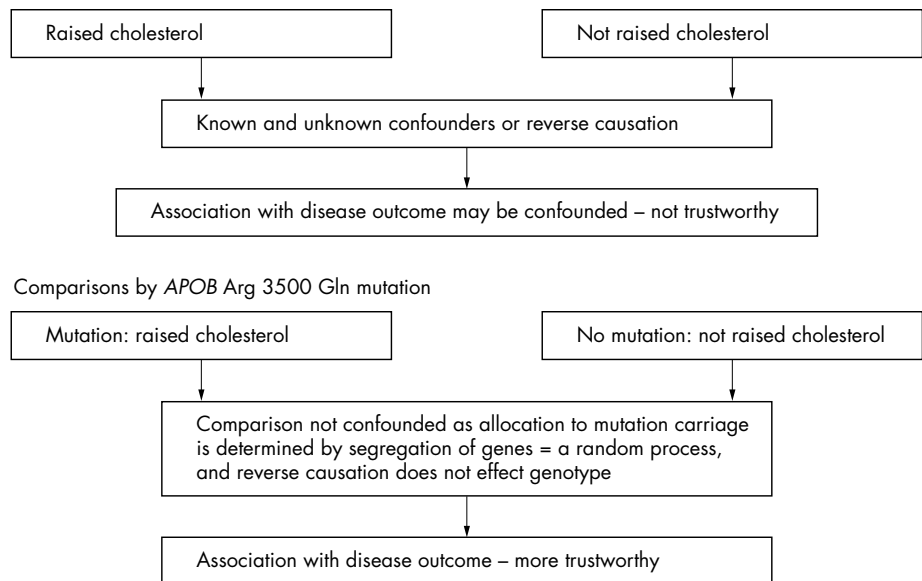 Raised cholesterol
Not raised cholesterol
Known and unknown confounders or reverse causation
Association with disease outcome may be confounded – not trustworthy
Comparisons by APOB Arg 3500 Gln mutation
Mutation: raised cholesterol
No mutation: not raised cholesterol
Comparison not confounded as allocation to mutation carriage
is determined by segregation of genes = a random process,
and reverse causation does not effect genotype
Association with disease outcome – more trustworthy